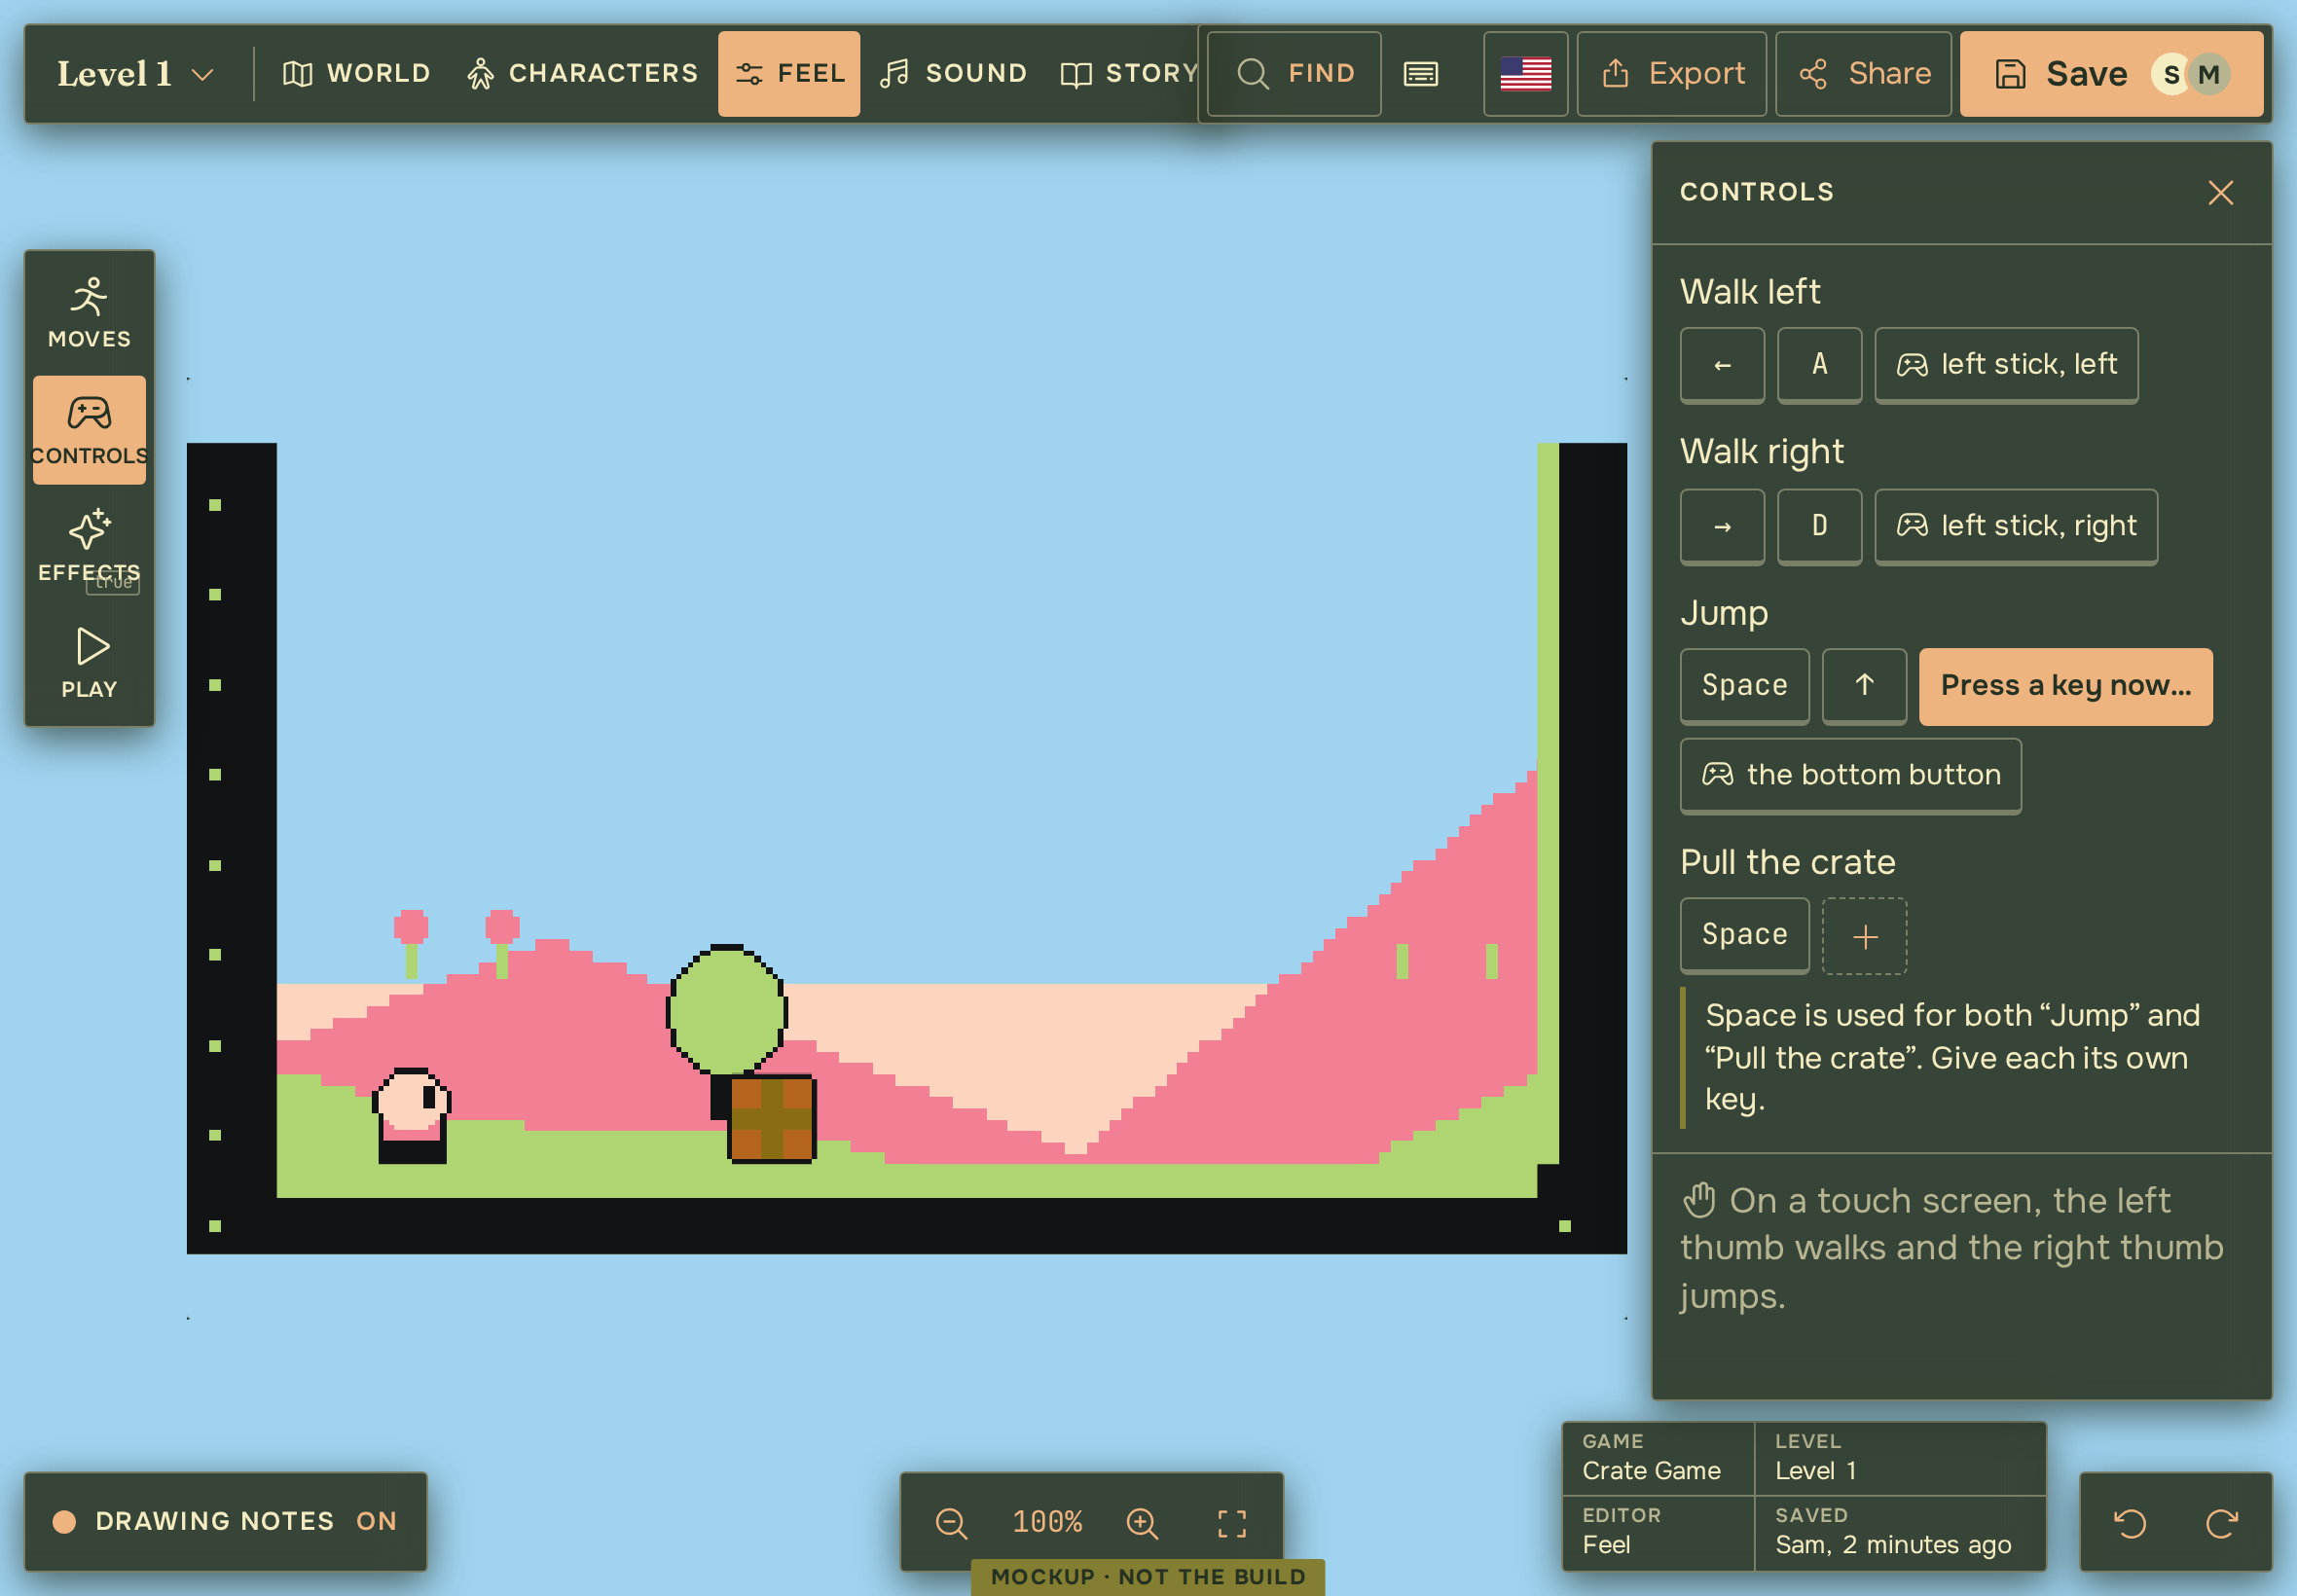 Level 1
WORLD
CHARACTERS
FEEL
SOUND
STORY
FIND
Export
Share
Save
S
M
MOVES
CONTROLS
EFFECTS
true
PLAY
CONTROLS
Walk left
← A left stick, left
Walk right
→ D left stick, right
Jump
Space ↑ Press a key now…
the bottom button
Pull the crate
Space +
Space is used for both “Jump” and
“Pull the crate”. Give each its own
key.
On a touch screen, the left
thumb walks and the right thumb
jumps.
DRAWING NOTES ON
100%
GAME
Crate Game
LEVEL
Level 1
EDITOR
Feel
SAVED
Sam, 2 minutes ago
MOCKUP · NOT THE BUILD